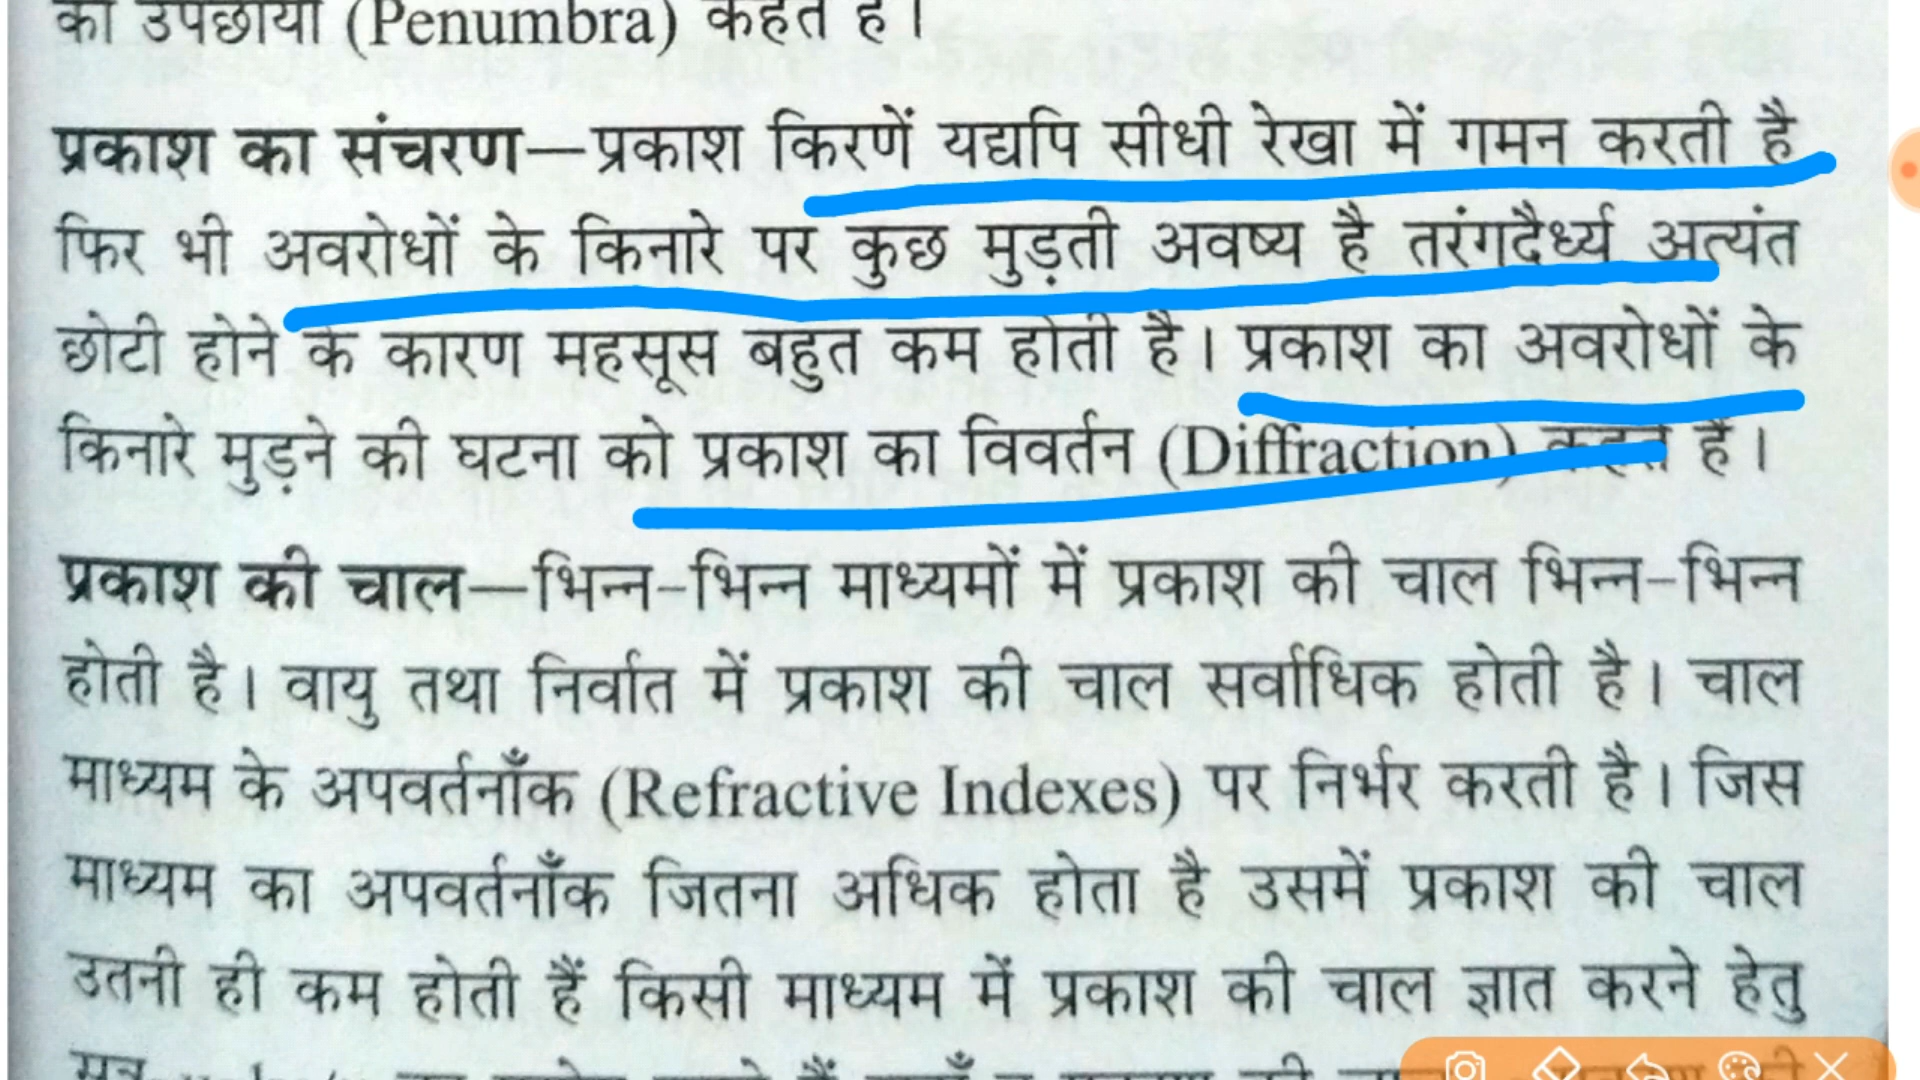 को उपछाया (Penumbra) कहते हैं।
प्रकाश का संचरण—प्रकाश किरणें यद्यपि सीधी रेखा में गमन करती है
फिर भी अवरोधों के किनारे पर कुछ मुड़ती अवष्य है तरंगदैर्ध्य अत्यंत
छोटी होने के कारण महसूस बहुत कम होती है। प्रकाश का अवरोधों के
किनारे मुड़ने की घटना को प्रकाश का विवर्तन (Diffraction) कहते हैं।
प्रकाश की चाल—भिन्न-भिन्न माध्यमों में प्रकाश की चाल भिन्न-भिन्न
होती है। वायु तथा निर्वात में प्रकाश की चाल सर्वाधिक होती है। चाल
माध्यम के अपवर्तनाँक (Refractive Indexes) पर निर्भर करती है। जिस
माध्यम का अपवर्तनाँक जितना अधिक होता है उसमें प्रकाश की चाल
उतनी ही कम होती हैं किसी माध्यम में प्रकाश की चाल ज्ञात करने हेतु